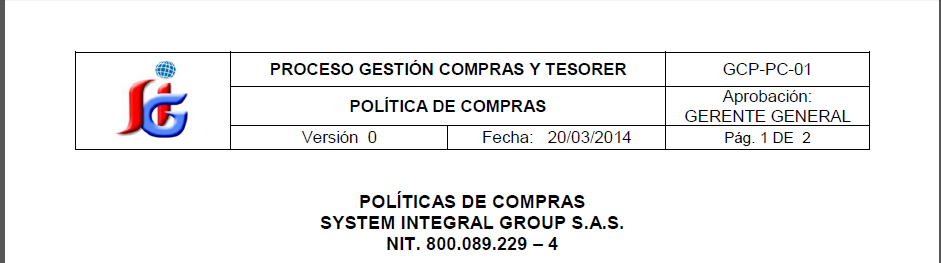 PROCESO GESTIÓN COMPRAS Y TESORER
GCP-PC-01
POLÍTICA DE COMPRAS
Aprobación:
GERENTE GENERAL
Versión 0
Fecha: 20/03/2014
Pág. 1 DE 2
POLÍTICAS DE COMPRAS
SYSTEM INTEGRAL GROUP S.A.S.
NIT. 800.089.229 – 4